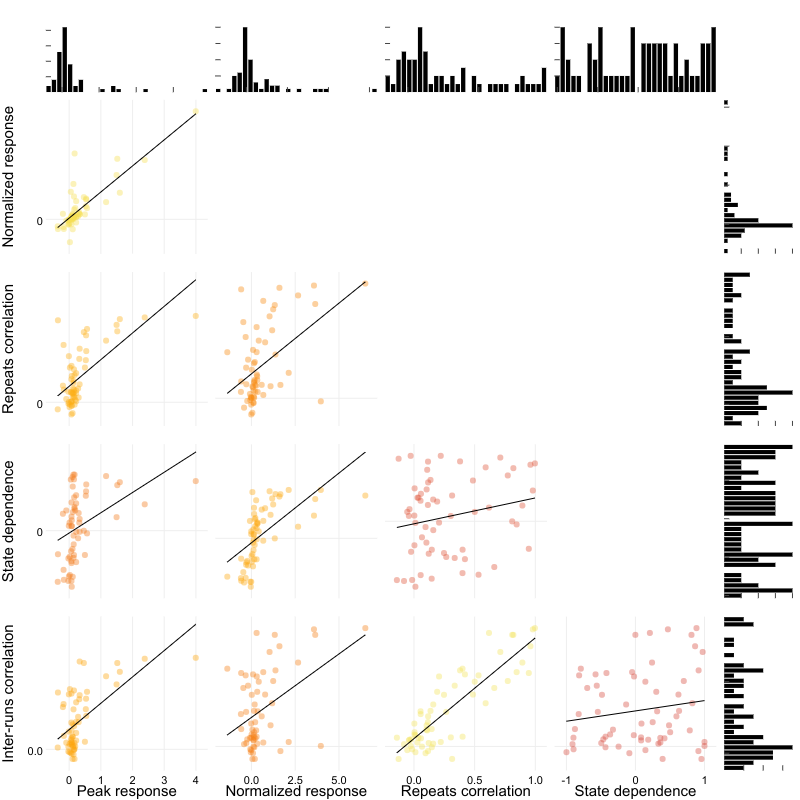 Normalized response
0
Repeats correlation
0
State dependence
0
Inter-runs correlation
0.0
0 1 2 3 4 0.0 2.5 5.0 0.0 0.5 1.0 -1 0 1
Peak response Normalized response Repeats correlation State dependence